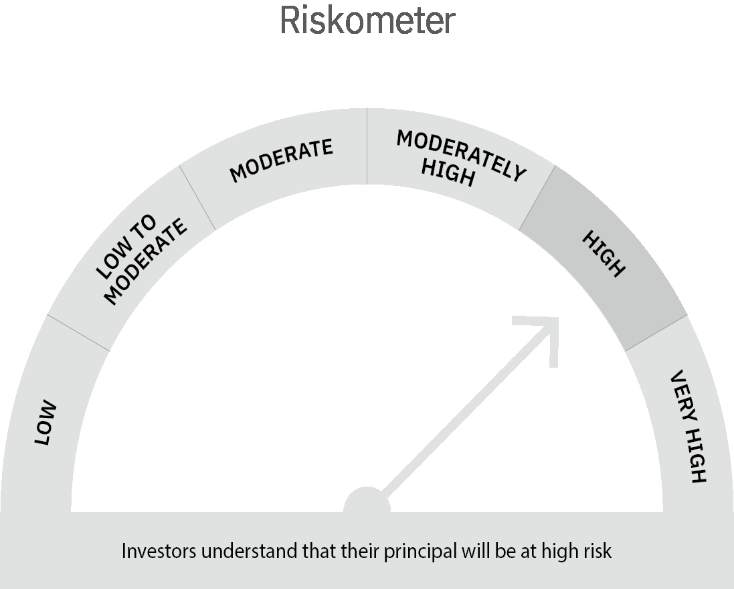 Riskometer
LOW
LOW TO
MODERATE
MODERATE
MODERATELY
HIGH
HIGH
VERY HIGH
Investors understand that their principal will be at high risk